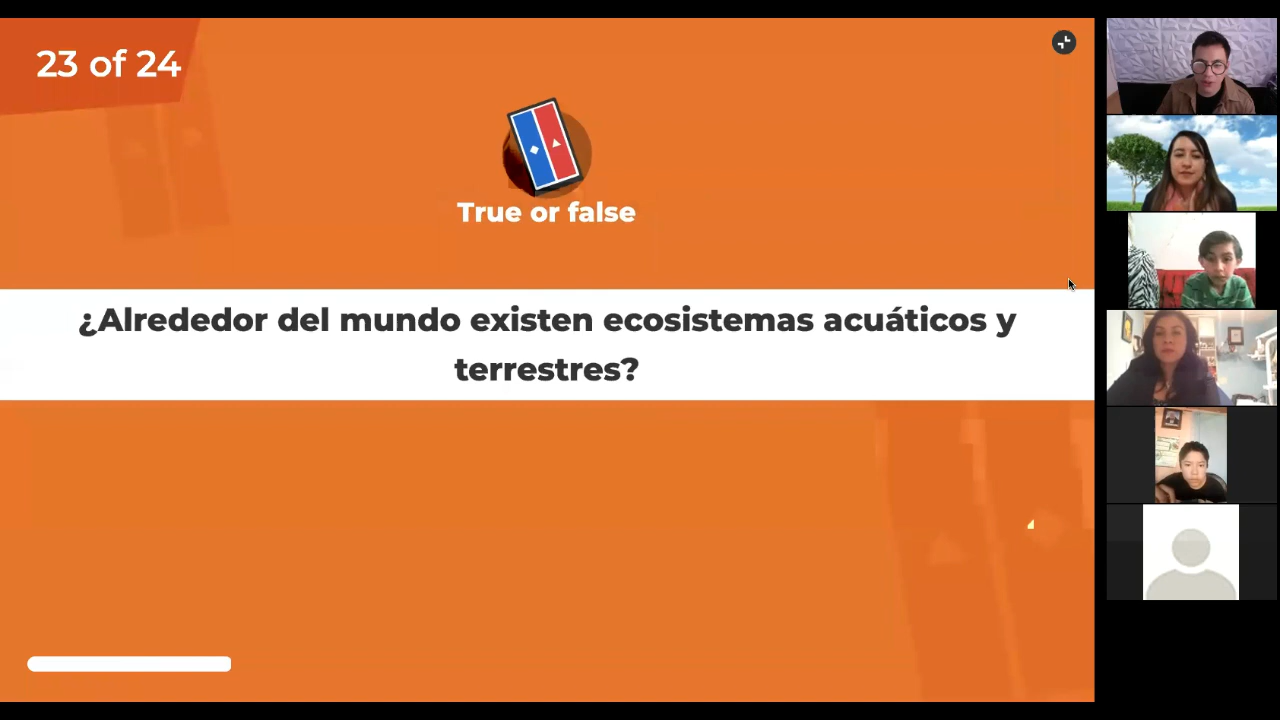 23 of 24
True or false
¿Alrededor del mundo existen ecosistemas acuáticos y
terrestres?